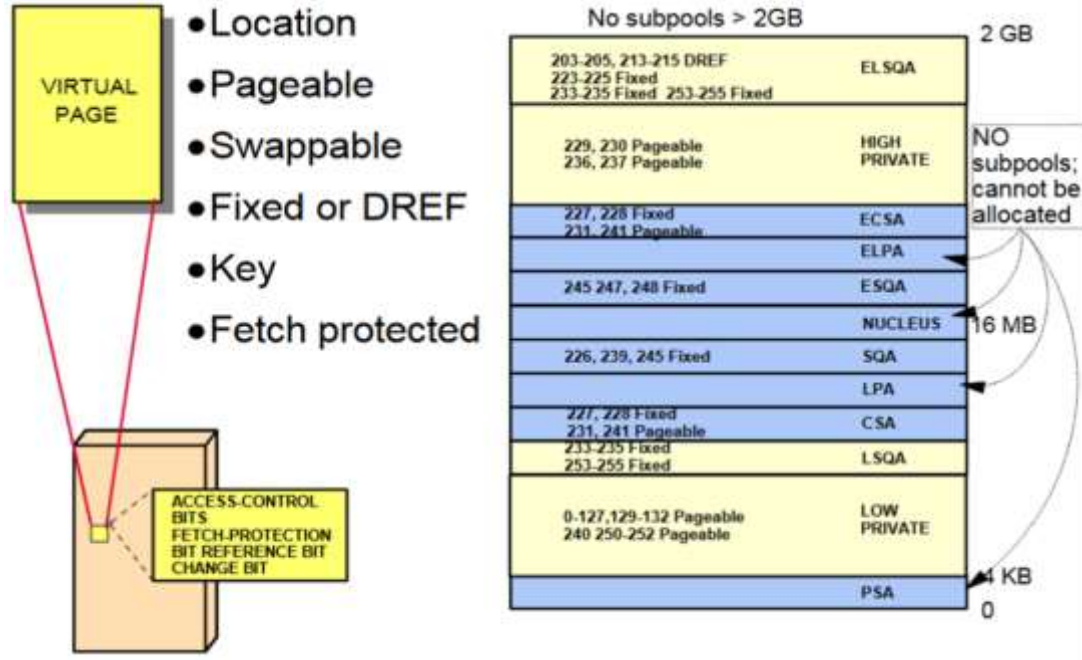 VIRTUAL
PAGE
●Location
●Pageable
●Swappable
●Fixed or DREF
●Key
●Fetch protected
ACCESS-CONTROL
BITS
FETCH-PROTECTION
BIT REFERENCE BIT
CHANGE BIT
No subpools > 2GB
2 GB
203-205, 213-215 DREF
223-225 Fixed
233-235 Fixed 253-255 Fixed
ELSQA
229, 230 Pageable
236, 237 Pageable
HIGH
PRIVATE
NO
subpools;
cannot be
allocated
227, 228 Fixed
231, 241 Pageable
ECSA
ELPA
245 247, 248 Fixed
ESQA
NUCLEUS
16 MB
226, 239, 245 Fixed
SQA
LPA
227, 228 Fixed
231, 241 Pageable
CSA
233-235 Fixed
253-255 Fixed
LSQA
0-127,129-132 Pageable
240 250-252 Pageable
LOW
PRIVATE
4 KB
PSA
0